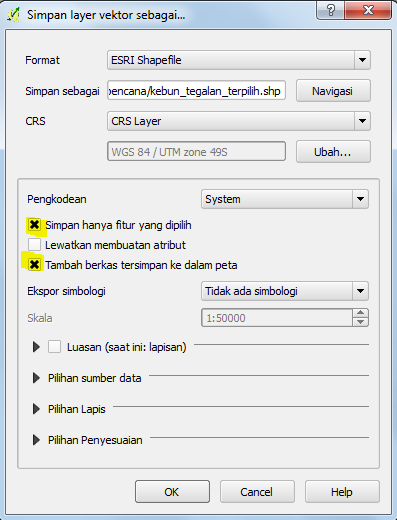 Simpan layer vektor sebagai...
Format ESRI Shapefile
Simpan sebagai encana/kebun_tegalan_terpilih.shp Navigasi
CRS CRS Layer
WGS 84 / UTM zone 49S Ubah...
Pengkodean System
Simpan hanya fitur yang dipilih
Lewatkan membuatan atribut
Tambah berkas tersimpan ke dalam peta
Ekspor simbologi Tidak ada simbologi
Skala 1:50000
Luasan (saat ini: lapisan)
Pilihan sumber data
Pilihan Lapis
Pilihan Penyesuaian
OK Cancel Help